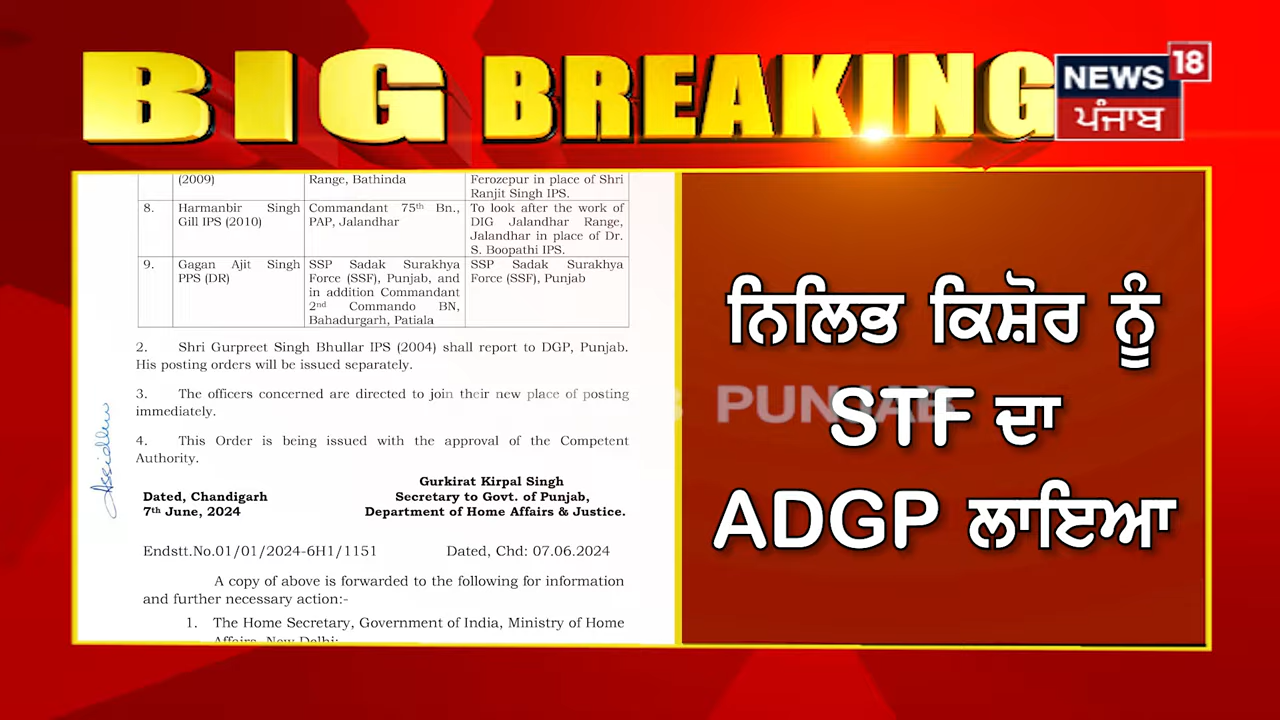 BIG BREAKING
NEWS 18
ਪੰਜਾਬ
(2009)
Range, Bathinda
Ferozepur in place of Shri
Ranjit Singh IPS.
8.
Harmanbir Singh
Gill IPS (2010)
Commandant 75th Bn.,
PAP, Jalandhar
To look after the work of
DIG Jalandhar Range,
Jalandhar in place of Dr.
S. Boopathi IPS.
9.
Gagan Ajit Singh
PPS (DR)
SSP Sadak Surakhya
Force (SSF), Punjab, and
in addition Commandant
2nd Commando BN,
Bahadurgarh, Patiala
SSP Sadak Surakhya
Force (SSF), Punjab
2. Shri Gurpreet Singh Bhullar IPS (2004) shall report to DGP, Punjab.
His posting orders will be issued separately.
3. The officers concerned are directed to join their new place of posting
immediately.
4. This Order is being issued with the approval of the Competent
Authority.
Dated, Chandigarh
7th June, 2024
Gurkirat Kirpal Singh
Secretary to Govt. of Punjab,
Department of Home Affairs & Justice.
Endstt.No.01/01/2024-6H1/1151 Dated, Chd: 07.06.2024
A copy of above is forwarded to the following for information
and further necessary action:-
1. The Home Secretary, Government of India, Ministry of Home
Affairs, New Delhi;
ਨਿਲਿਭ ਕਿਸ਼ੋਰ ਨੂੰ
STF ਦਾ
ADGP ਲਾਇਆ
PUNJAB